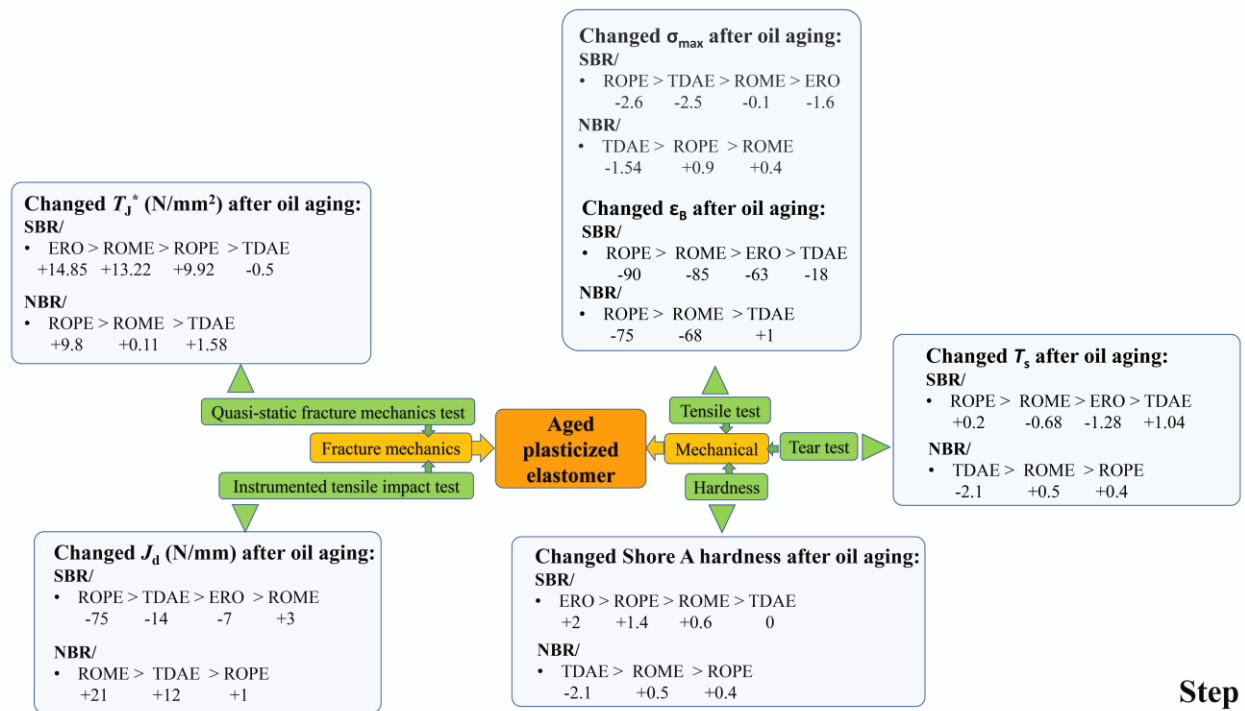 Changed σmax after oil aging:
SBR/
• ROPE > TDAE > ROME > ERO
-2.6 -2.5 -0.1 -1.6
NBR/
• TDAE > ROPE > ROME
-1.54 +0.9 +0.4
Changed εB after oil aging:
SBR/
• ROPE > ROME > ERO > TDAE
-90 -85 -63 -18
NBR/
• ROPE > ROME > TDAE
-75 -68 +1
Changed TJ* (N/mm²) after oil aging:
SBR/
• ERO > ROME > ROPE > TDAE
+14.85 +13.22 +9.92 -0.5
NBR/
• ROPE > ROME > TDAE
+9.8 +0.11 +1.58
Changed Ts after oil aging:
SBR/
• ROPE > ROME > ERO > TDAE
+0.2 -0.68 -1.28 +1.04
NBR/
• TDAE > ROME > ROPE
-2.1 +0.5 +0.4
Quasi-static fracture mechanics test
Fracture mechanics
Instrumented tensile impact test
Aged
plasticized
elastomer
Tensile test
Mechanical
Tear test
Hardness
Changed Jd (N/mm) after oil aging:
SBR/
• ROPE > TDAE > ERO > ROME
-75 -14 -7 +3
NBR/
• ROME > TDAE > ROPE
+21 +12 +1
Changed Shore A hardness after oil aging:
SBR/
• ERO > ROPE > ROME > TDAE
+2 +1.4 +0.6 0
NBR/
• TDAE > ROME > ROPE
-2.1 +0.5 +0.4
Step